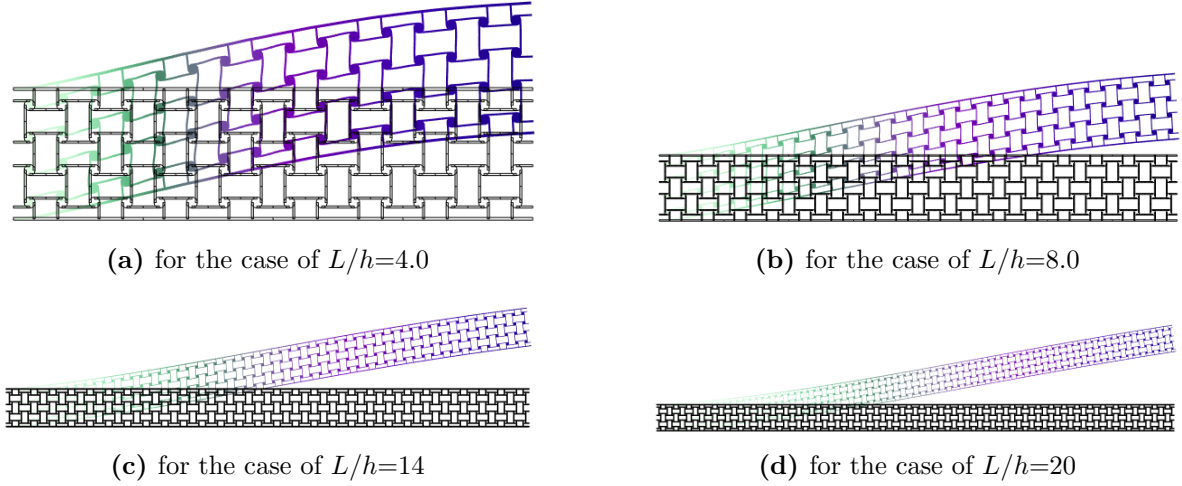 (a) for the case of L/h=4.0
(b) for the case of L/h=8.0
(c) for the case of L/h=14
(d) for the case of L/h=20